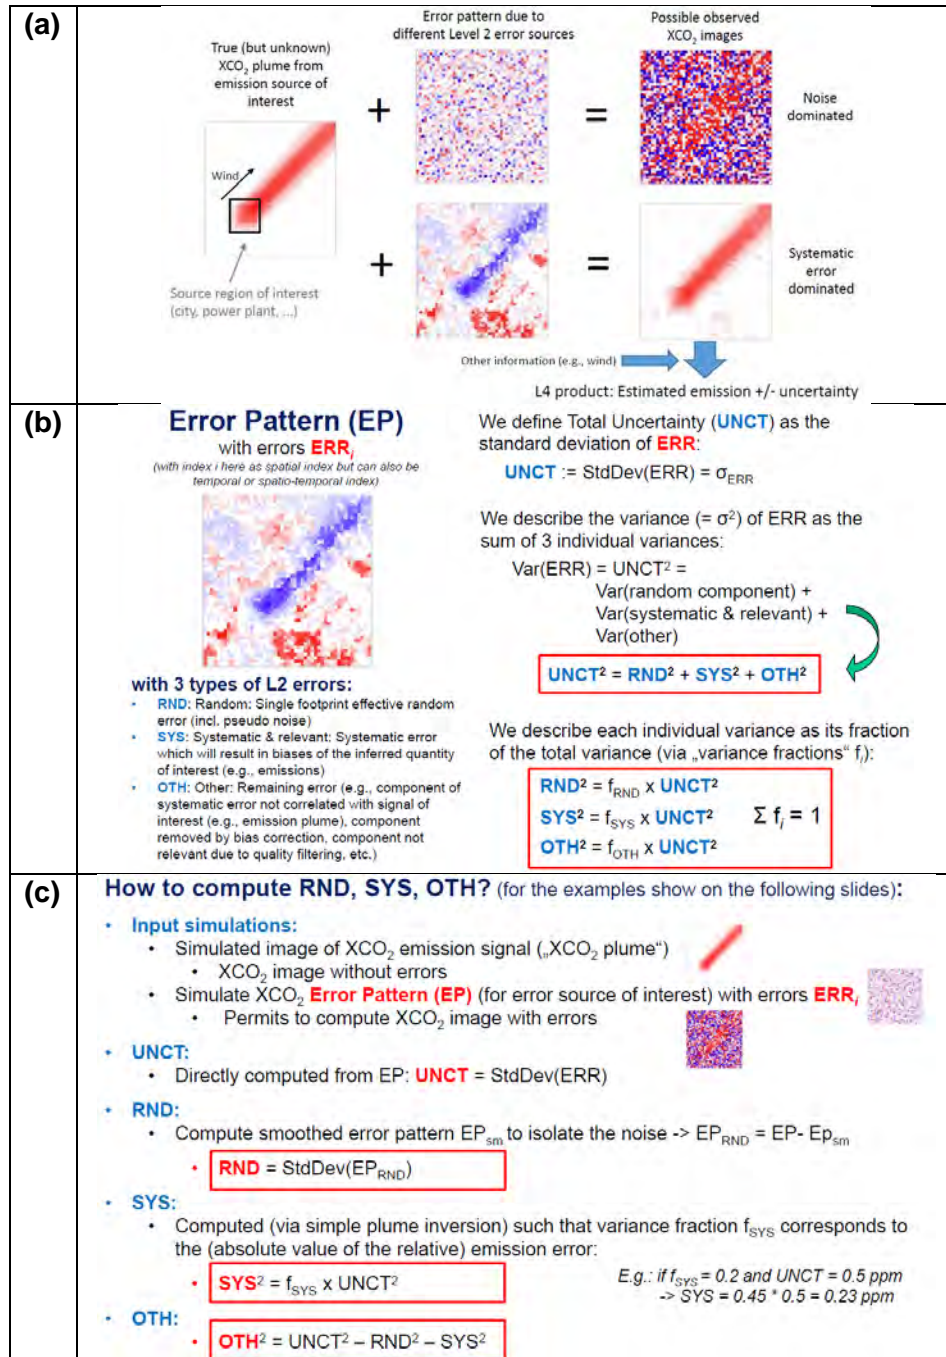 (a)
True (but unknown)
XCO₂ plume from
emission source of
interest
Error pattern due to
different Level 2 error sources
Possible observed
XCO₂ images
+
=
Noise
dominated
Wind
Source region of interest
(city, power plant, ...)
+
=
Systematic
error
dominated
Other information (e.g., wind)
L4 product: Estimated emission +/- uncertainty
(b)
Error Pattern (EP)
with errors ERRᵢ
(with index i here as spatial index but can also be
temporal or spatio-temporal index)
with 3 types of L2 errors:
• RND: Random: Single footprint effective random
error (incl. pseudo noise)
• SYS: Systematic & relevant: Systematic error
which will result in biases of the inferred quantity
of interest (e.g., emissions)
• OTH: Other: Remaining error (e.g., component of
systematic error not correlated with signal of
interest (e.g., emission plume), component
removed by bias correction, component not
relevant due to quality filtering, etc.)
We define Total Uncertainty (UNCT) as the
standard deviation of ERR:
UNCT := StdDev(ERR) = σ_ERR
We describe the variance (= σ²) of ERR as the
sum of 3 individual variances:
Var(ERR) = UNCT² =
Var(random component) +
Var(systematic & relevant) +
Var(other)
UNCT² = RND² + SYS² + OTH²
We describe each individual variance as its fraction
of the total variance (via „variance fractions“ fᵢ):
RND² = f_RND x UNCT²
SYS² = f_SYS x UNCT²
OTH² = f_OTH x UNCT²
Σ fᵢ = 1
(c)
How to compute RND, SYS, OTH? (for the examples show on the following slides):
• Input simulations:
• Simulated image of XCO₂ emission signal („XCO₂ plume“)
• XCO₂ image without errors
• Simulate XCO₂ Error Pattern (EP) (for error source of interest) with errors ERRᵢ
• Permits to compute XCO₂ image with errors
• UNCT:
• Directly computed from EP: UNCT = StdDev(ERR)
• RND:
• Compute smoothed error pattern EP_sm to isolate the noise -> EP_RND = EP- Ep_sm
• RND = StdDev(EP_RND)
• SYS:
• Computed (via simple plume inversion) such that variance fraction f_SYS corresponds to
the (absolute value of the relative) emission error:
• SYS² = f_SYS x UNCT²
E.g.: if f_SYS = 0.2 and UNCT = 0.5 ppm
-> SYS = 0.45 * 0.5 = 0.23 ppm
• OTH:
• OTH² = UNCT² – RND² – SYS²